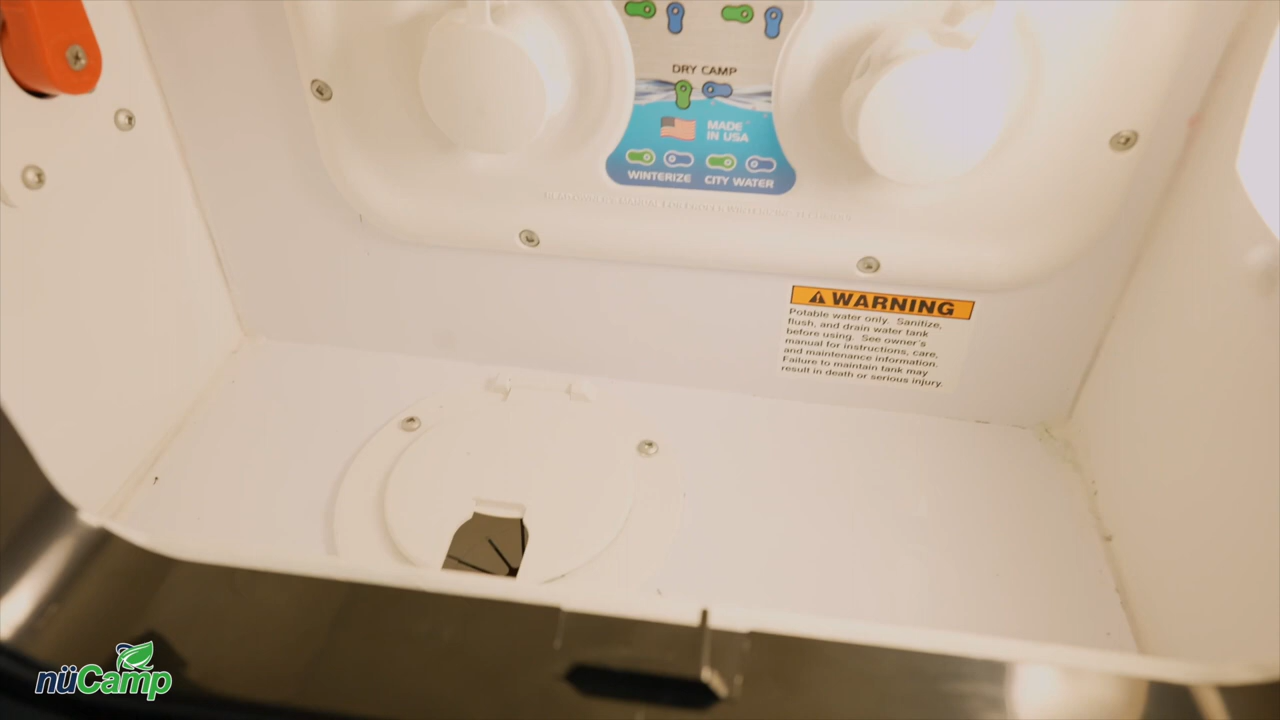 DRY CAMP
MADE
IN USA
WINTERIZE CITY WATER
WARNING
Potable water only. Sanitize,
flush, and drain water tank
before using. See owner's
manual for instructions, care,
and maintenance information.
Failure to maintain tank may
result in death or serious injury.
nüCamp